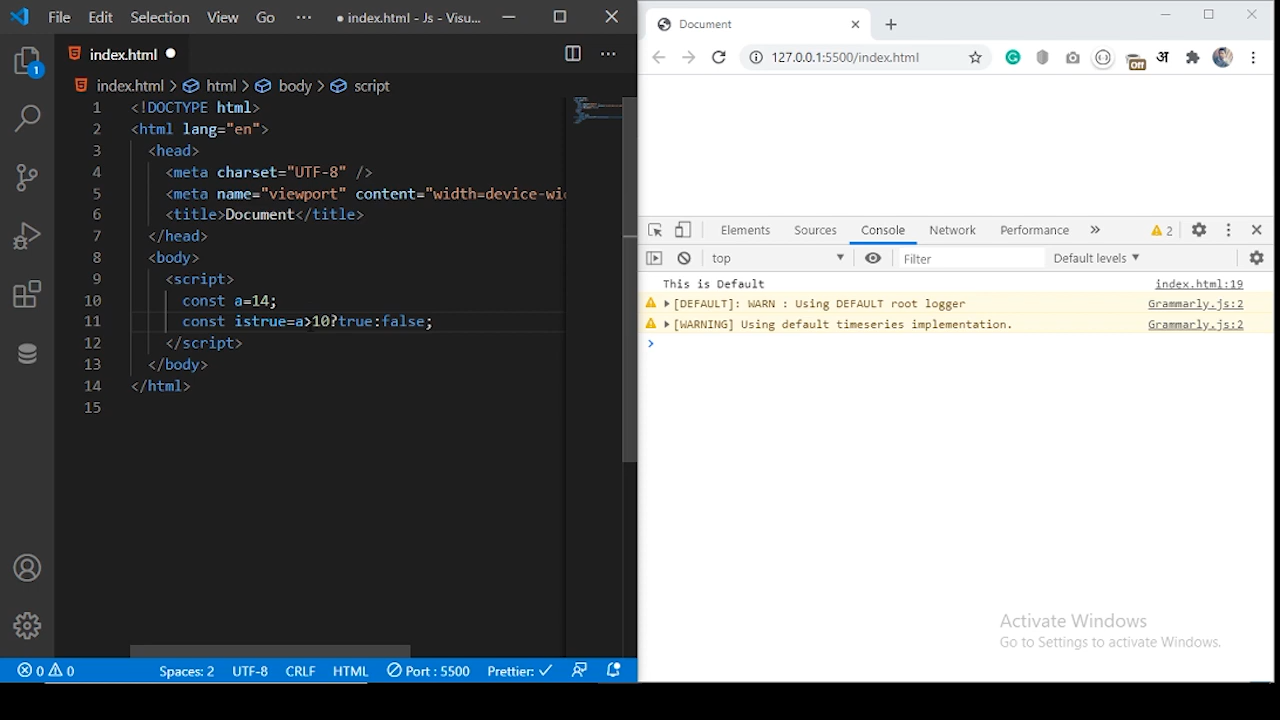 File Edit Selection View Go ··· ● index.html - Js - Visu...
index.html ●
index.html > html > body > script
1 <!DOCTYPE html>
2 <html lang="en">
3 <head>
4 <meta charset="UTF-8" />
5 <meta name="viewport" content="width=device-wi
6 <title>Document</title>
7 </head>
8 <body>
9 <script>
10 const a=14;
11 const istrue=a>10?true:false;
12 </script>
13 </body>
14 </html>
15
1
0 0 Spaces: 2 UTF-8 CRLF HTML Port : 5500 Prettier: ✓
Document
127.0.0.1:5500/index.html
Off अ
Elements Sources Console Network Performance » 2
top Filter Default levels ▼
This is Default index.html:19
[DEFAULT]: WARN : Using DEFAULT root logger Grammarly.js:2
[WARNING] Using default timeseries implementation. Grammarly.js:2
Activate Windows
Go to Settings to activate Windows.